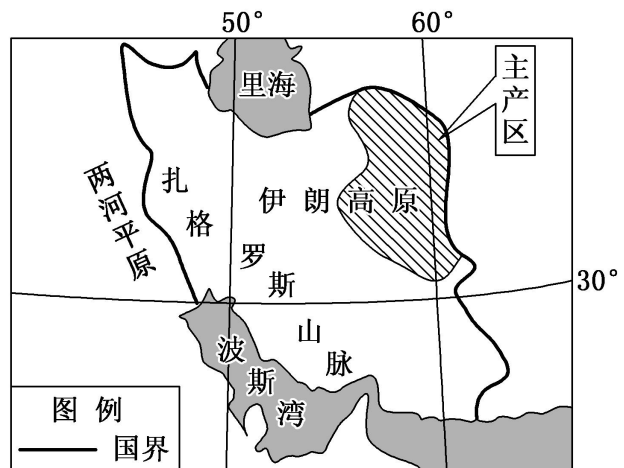 50°
60°
里海
主产区
两河平原
扎格罗斯山脉
伊朗高原
30°
波斯湾
图例
国界